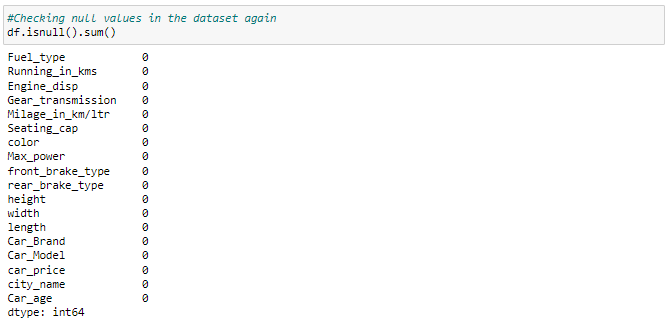 #Checking null values in the dataset again
df.isnull().sum()
Fuel_type 0
Running_in_kms 0
Engine_disp 0
Gear_transmission 0
Milage_in_km/ltr 0
Seating_cap 0
color 0
Max_power 0
front_brake_type 0
rear_brake_type 0
height 0
width 0
length 0
Car_Brand 0
Car_Model 0
car_price 0
city_name 0
Car_age 0
dtype: int64